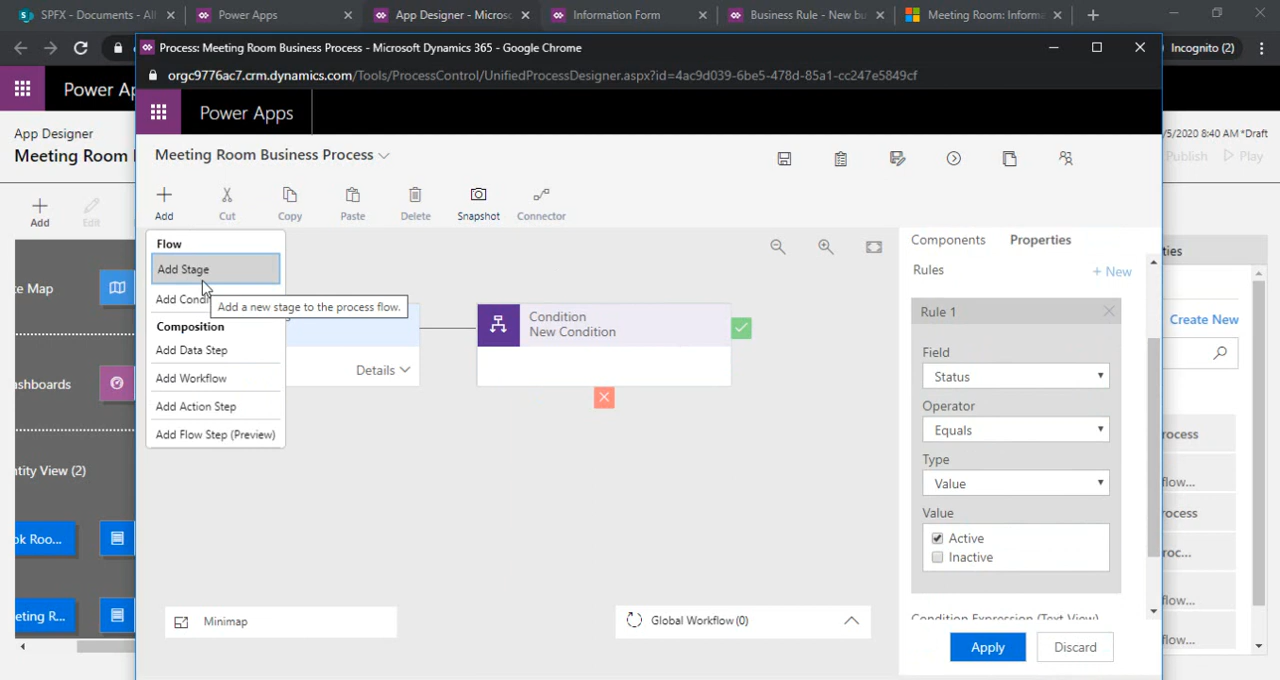 SPFX - Documents - All
Power Apps
App Designer - Micros
Information Form
Business Rule - New bu
Meeting Room: Informa
Process: Meeting Room Business Process - Microsoft Dynamics 365 - Google Chrome
Incognito (2)
orgc9776ac7.crm.dynamics.com/Tools/ProcessControl/UnifiedProcessDesigner.aspx?id=4ac9d039-6be5-478d-85a1-cc247e5849cf
Power Ap
Power Apps
App Designer
Meeting Room
/5/2020 8:40 AM *Draft
Publish
Play
Meeting Room Business Process
Add
Edit
Add
Cut
Copy
Paste
Delete
Snapshot
Connector
Flow
Add Stage
Add Condi
Add a new stage to the process flow.
Composition
Add Data Step
Add Workflow
Add Action Step
Add Flow Step (Preview)
Details
Condition
New Condition
Components
Properties
Rules
+ New
Rule 1
Field
Status
Operator
Equals
Type
Value
Value
Active
Inactive
Condition Expression (Text View)
Apply
Discard
Minimap
Global Workflow (0)
te Map
ashboards
ntity View (2)
ok Roo...
eeting R...
ties
Create New
rocess
flow...
rocess
roc...
flow...
flow...